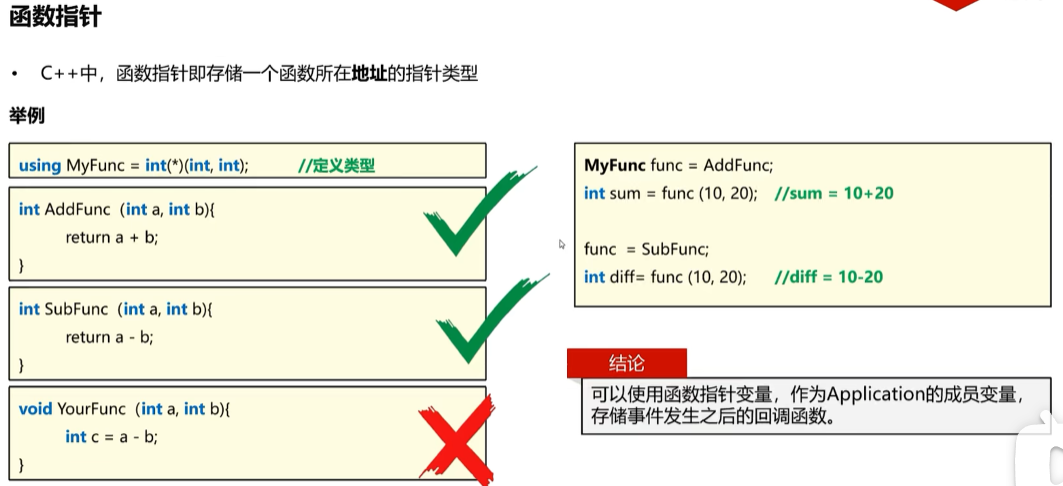 函数指针
• C++中，函数指针即存储一个函数所在地址的指针类型
举例
using MyFunc = int(*)(int, int); //定义类型
int AddFunc (int a, int b){
return a + b;
}
int SubFunc (int a, int b){
return a - b;
}
void YourFunc (int a, int b){
int c = a - b;
}
MyFunc func = AddFunc;
int sum = func (10, 20); //sum = 10+20
func = SubFunc;
int diff= func (10, 20); //diff = 10-20
结论
可以使用函数指针变量，作为Application的成员变量，
存储事件发生之后的回调函数。